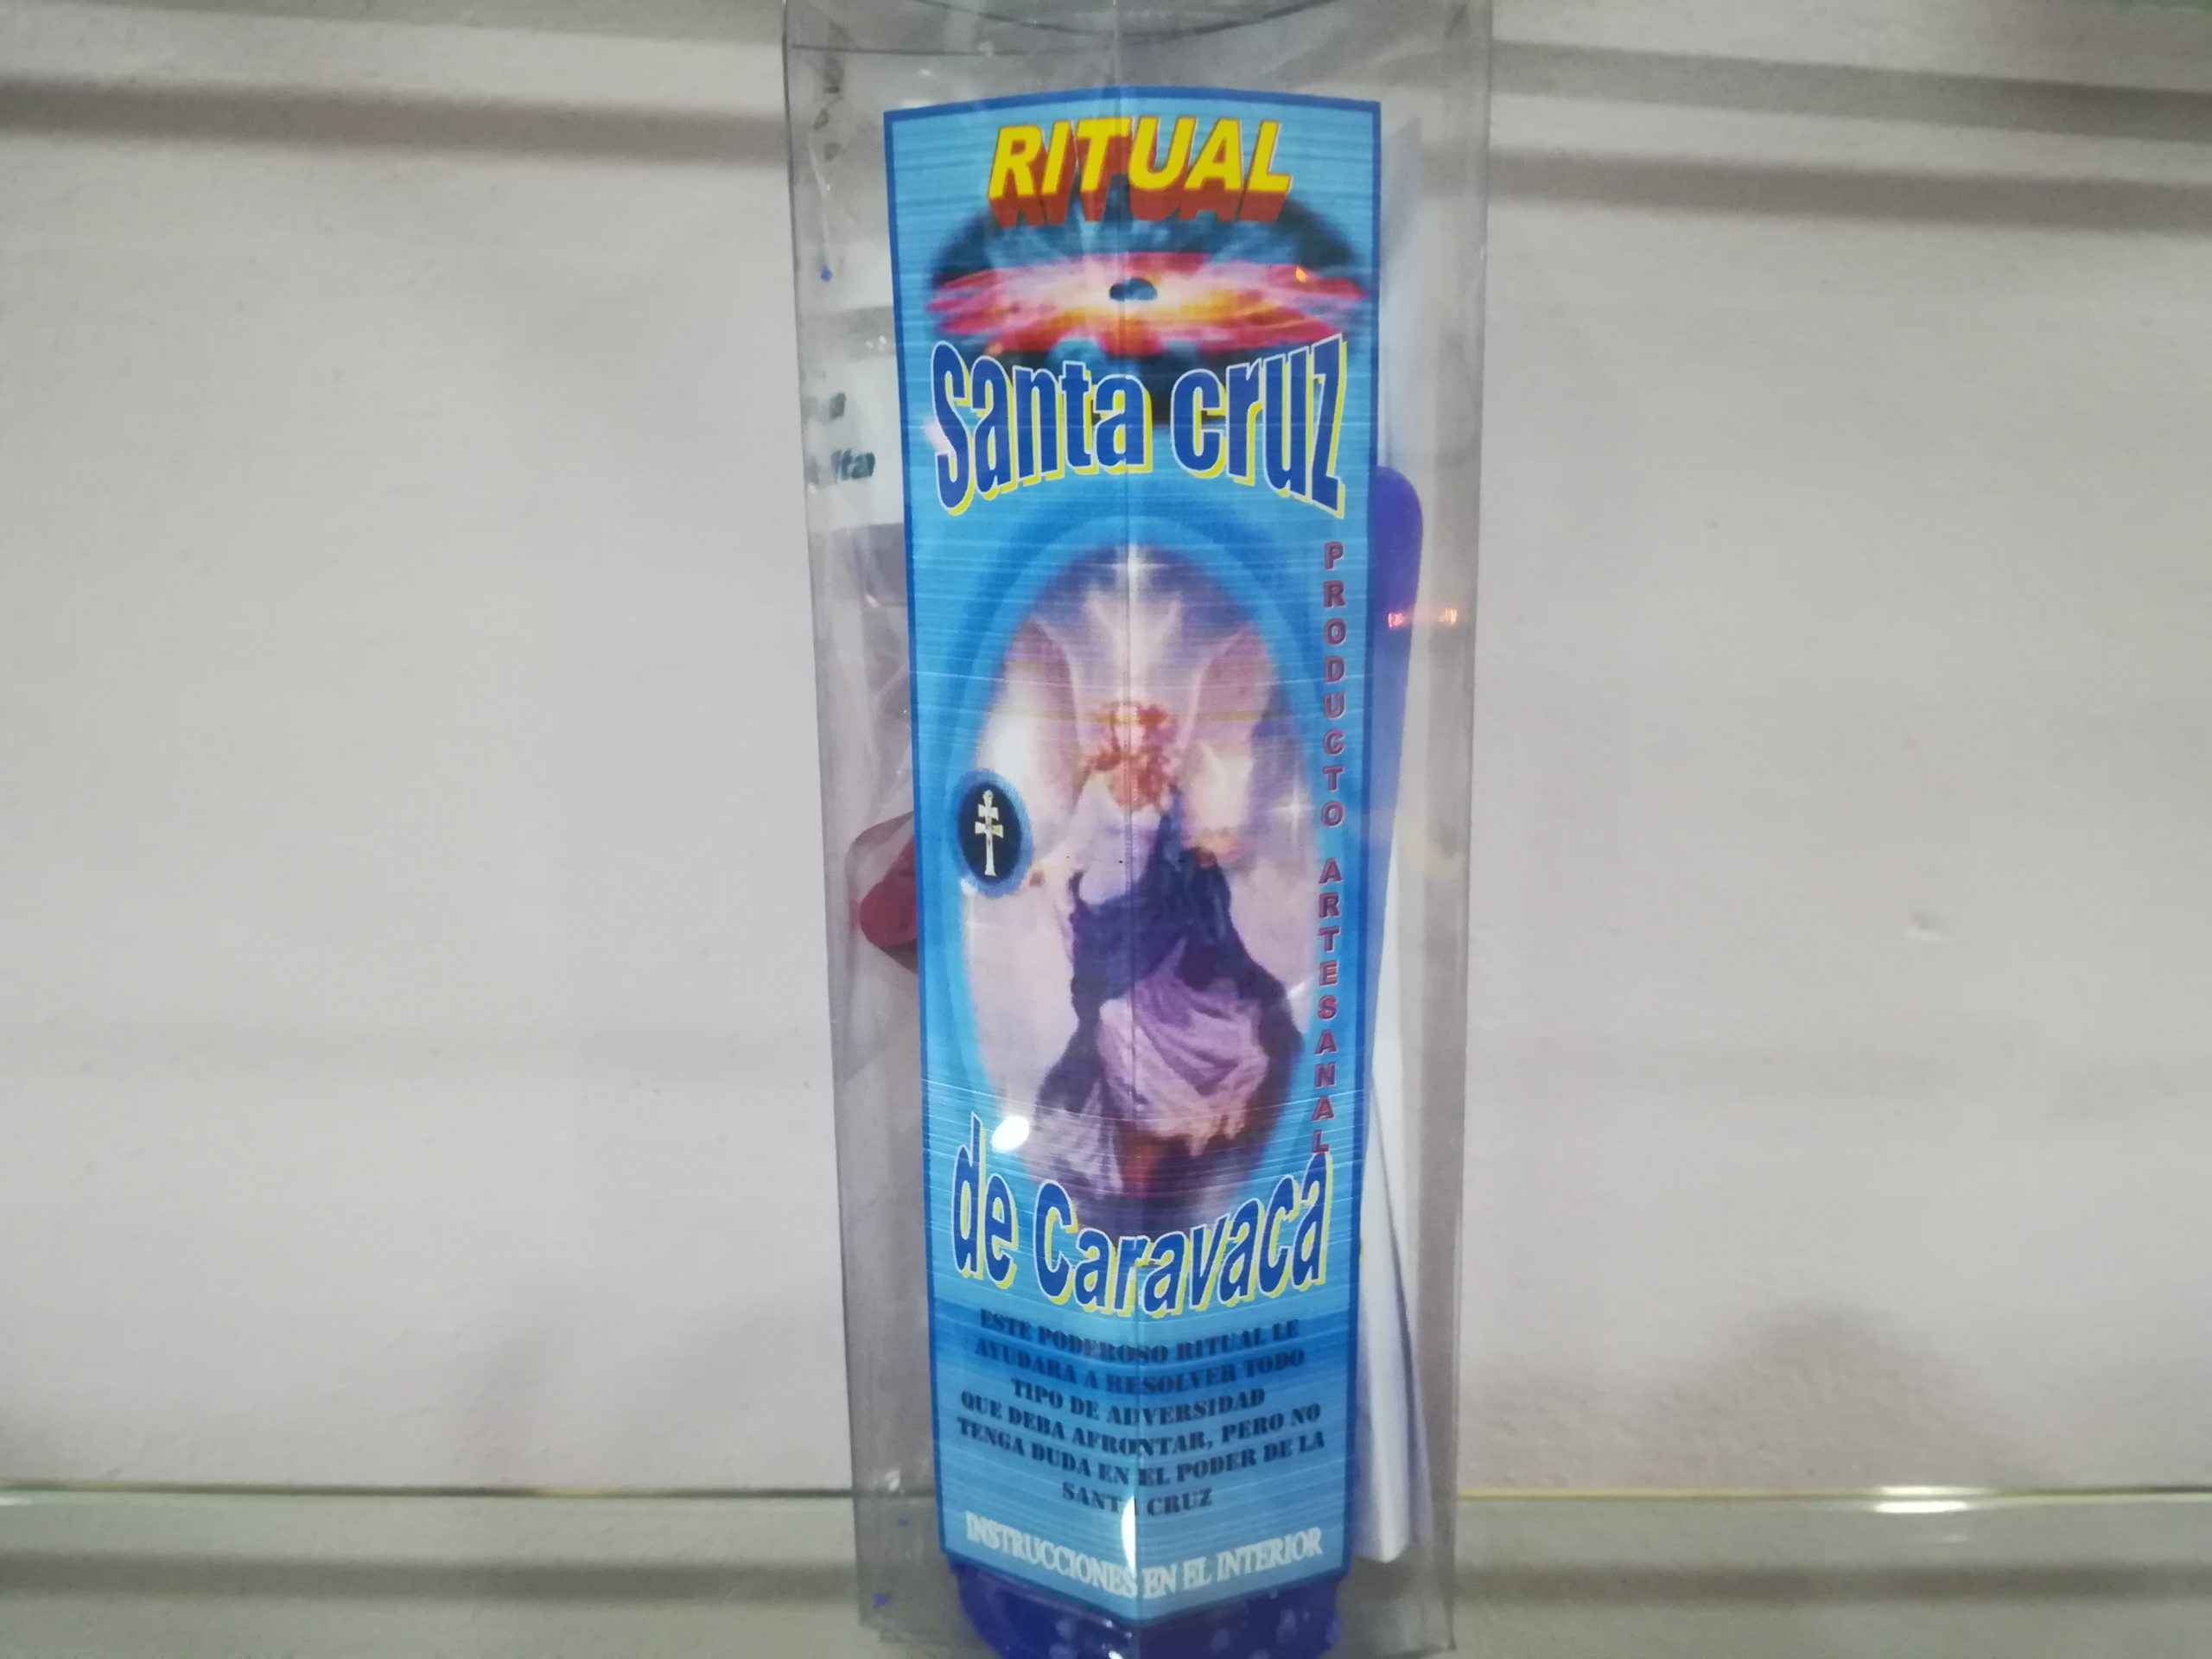 RITUAL
Santa cruz
PRODUCTO ARTESANAL
de Caravaca
ESTE PODEROSO RITUAL LE
AYUDARA A RESOLVER TODO
TIPO DE ADVERSIDAD
QUE DEBA AFRONTAR, PERO NO
TENGA DUDA EN EL PODER DE LA
SANTA CRUZ
INSTRUCCIONES EN EL INTERIOR